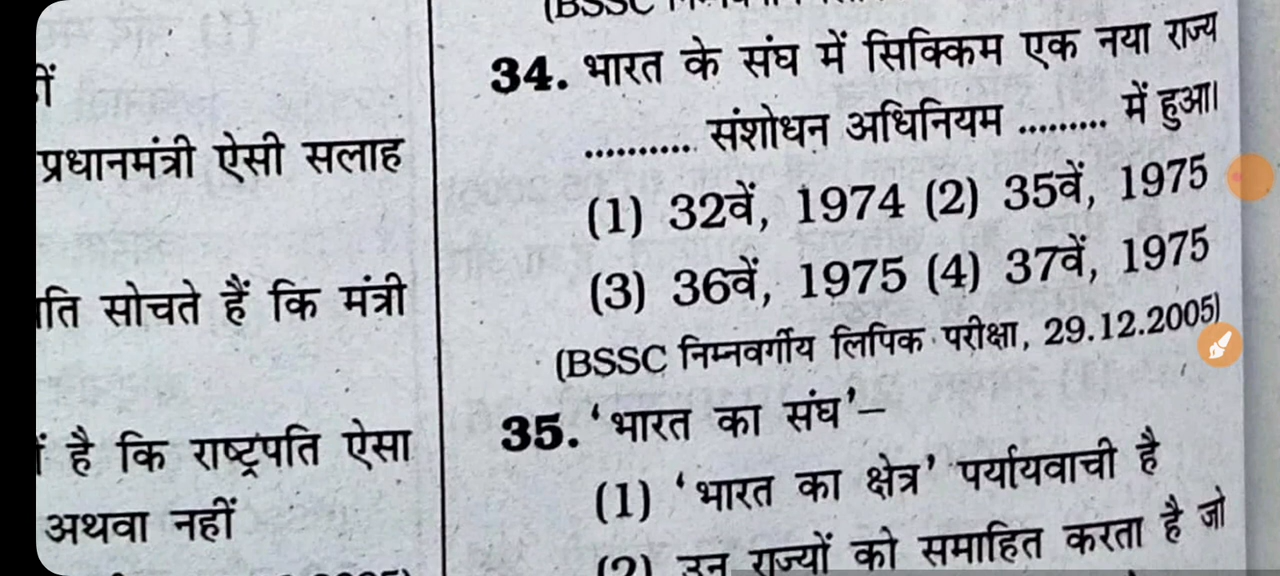 ीं
प्रधानमंत्री ऐसी सलाह
ति सोचते हैं कि मंत्री
है कि राष्ट्रपति ऐसा
अथवा नहीं
(BSSC
34. भारत के संघ में सिक्किम एक नया राज्य
........... संशोधन अधिनियम ......... में हुआ।
(1) 32वें, 1974 (2) 35वें, 1975
(3) 36वें, 1975 (4) 37वें, 1975
(BSSC निम्नवर्गीय लिपिक परीक्षा, 29.12.2005)
35. ‘भारत का संघ’–
(1) ‘भारत का क्षेत्र’ पर्यायवाची है
(2) उन राज्यों को समाहित करता है जो